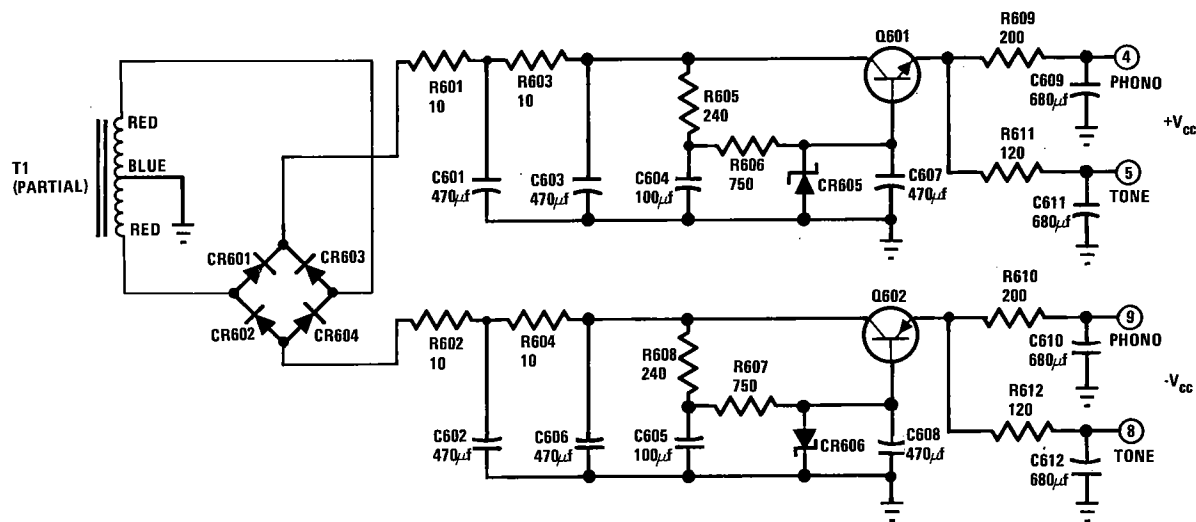 T1
(PARTIAL)
RED
BLUE
RED
CR601
CR603
CR602
CR604
R601
10
R603
10
C601
470µf
C603
470µf
R605
240
C604
100µf
R606
750
CR605
Q601
C607
470µf
R609
200
C609
680µf
4
PHONO
+Vcc
R611
120
C611
680µf
5
TONE
R602
10
R604
10
C602
470µf
C606
470µf
R608
240
C605
100µf
R607
750
CR606
Q602
C608
470µf
R610
200
C610
680µf
9
PHONO
-Vcc
R612
120
C612
680µf
8
TONE